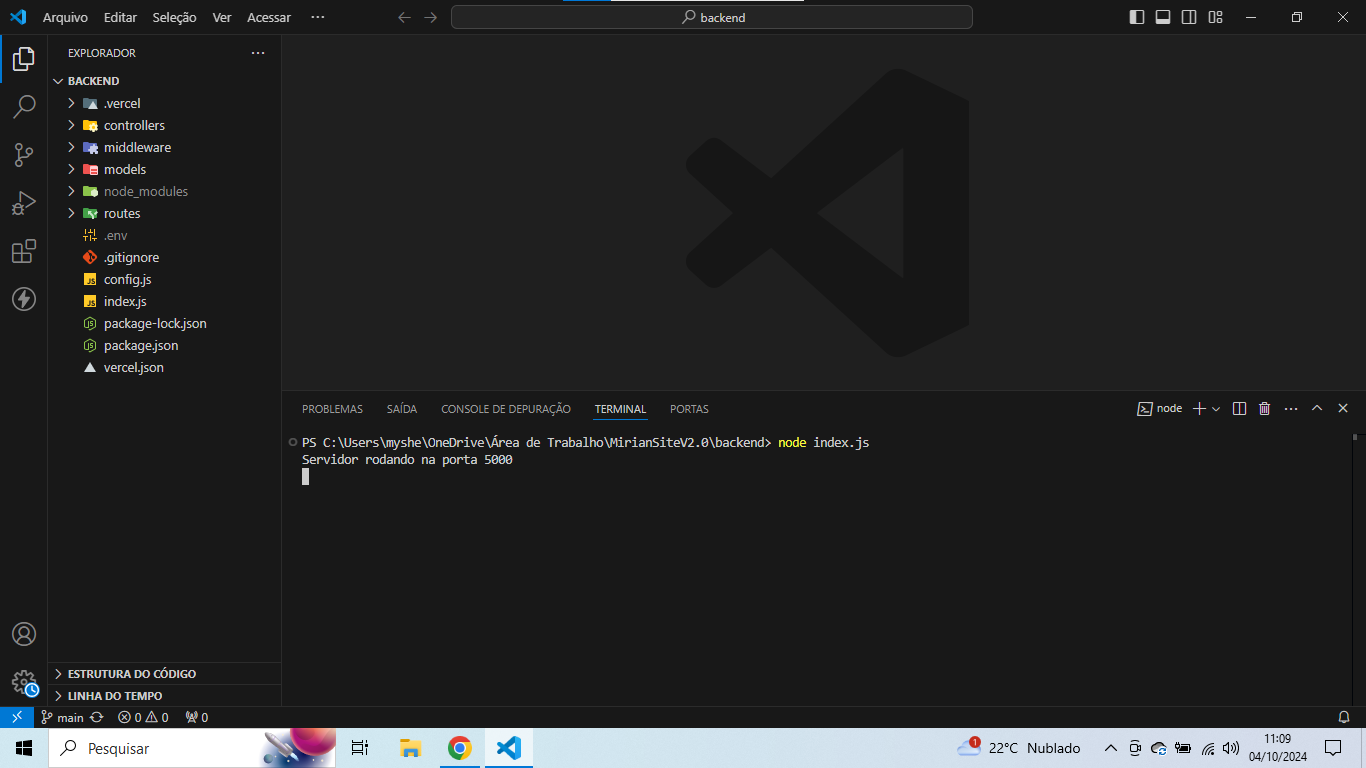 Arquivo Editar Seleção Ver Acessar ···
backend
EXPLORADOR ···
BACKEND
.vercel
controllers
middleware
models
node_modules
routes
.env
.gitignore
JS config.js
JS index.js
package-lock.json
package.json
vercel.json
PROBLEMAS SAÍDA CONSOLE DE DEPURAÇÃO TERMINAL PORTAS
node
PS C:\Users\myshe\OneDrive\Área de Trabalho\MirianSiteV2.0\backend> node index.js
Servidor rodando na porta 5000
ESTRUTURA DO CÓDIGO
LINHA DO TEMPO
main 0 0 0
Pesquisar
1
22°C Nublado
11:09
04/10/2024